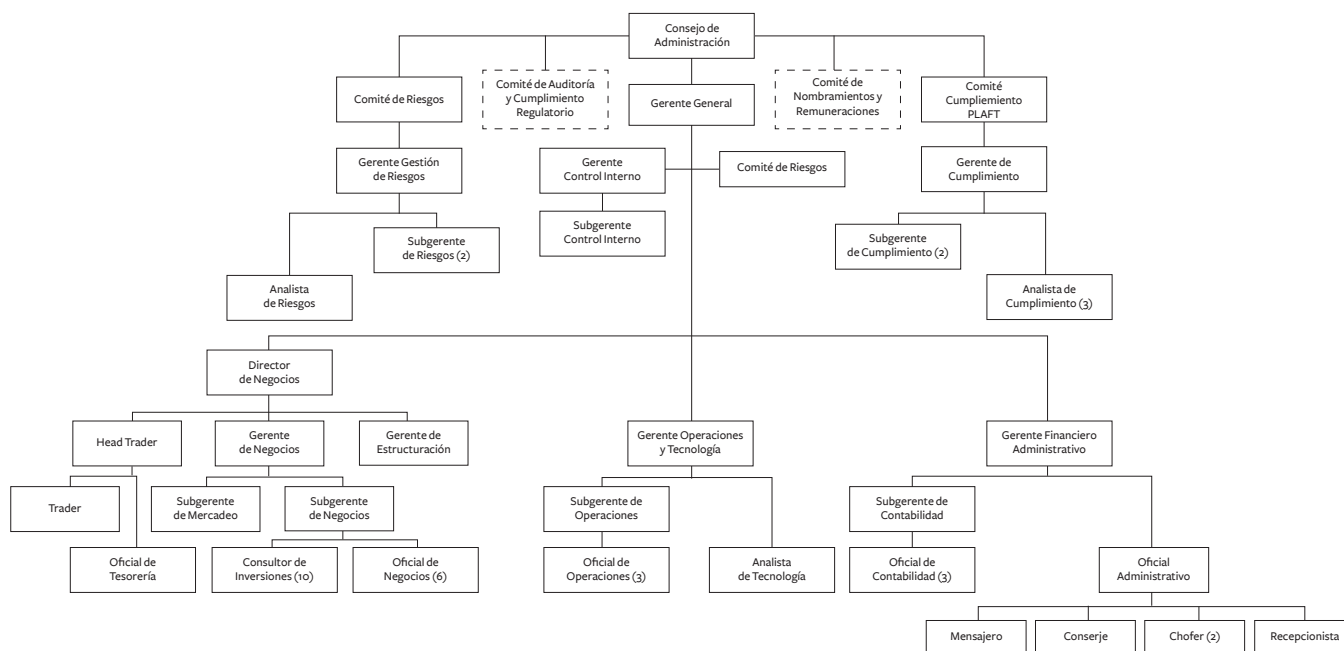 Consejo de
Administración
Comité de Riesgos
Comité de Auditoría
y Cumplimiento
Regulatorio
Gerente General
Comité de
Nombramientos y
Remuneraciones
Comité
Cumpliemiento
PLAFT
Gerente Gestión
de Riesgos
Gerente
Control Interno
Comité de Riesgos
Gerente de
Cumplimiento
Subgerente
de Riesgos (2)
Subgerente
Control Interno
Subgerente
de Cumplimiento (2)
Analista
de Riesgos
Analista de
Cumplimiento (3)
Director
de Negocios
Head Trader
Gerente
de Negocios
Gerente de
Estructuración
Gerente Operaciones
y Tecnología
Gerente Financiero
Administrativo
Trader
Subgerente
de Mercadeo
Subgerente
de Negocios
Subgerente de
Operaciones
Subgerente de
Contabilidad
Oficial de
Tesorería
Consultor de
Inversiones (10)
Oficial de
Negocios (6)
Oficial de
Operaciones (3)
Analista
de Tecnología
Oficial de
Contabilidad (3)
Oficial
Administrativo
Mensajero
Conserje
Chofer (2)
Recepcionista